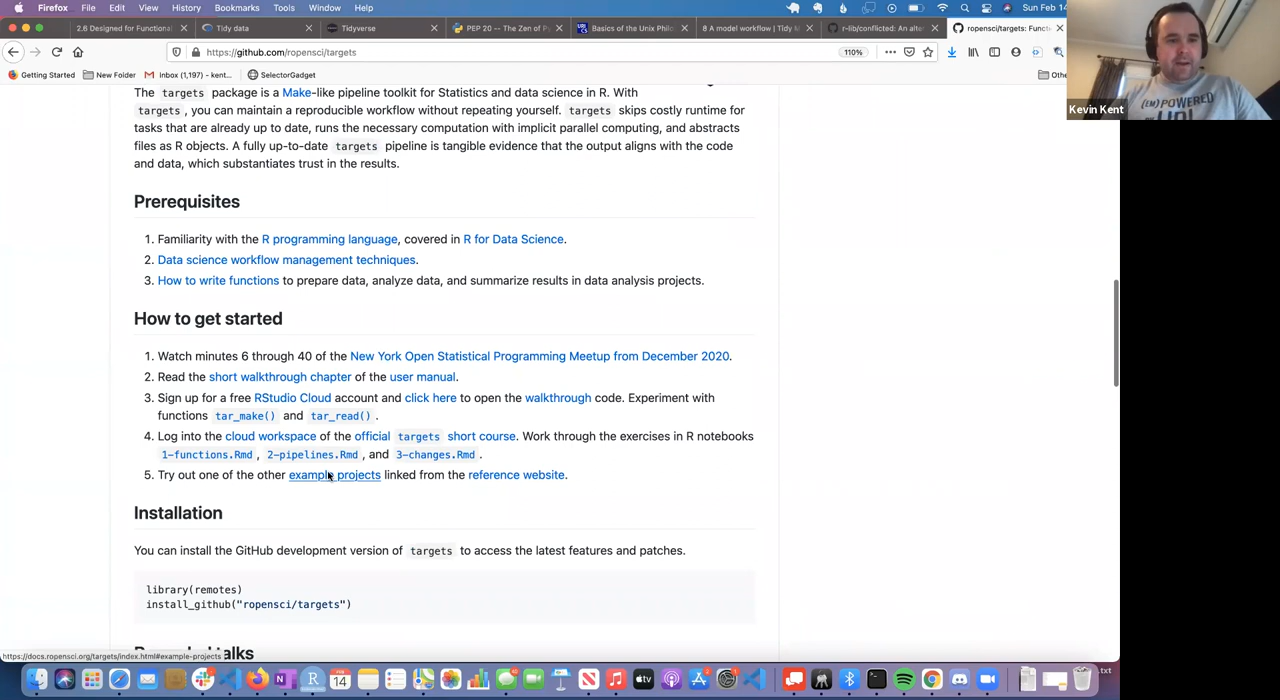 Firefox File Edit View History Bookmarks Tools Window Help Sun Feb 14
2.6 Designed for Functional Tidy data Tidyverse PEP 20 -- The Zen of Py Basics of the Unix Philo 8 A model workflow | Tidy M r-lib/conflicted: An alte ropensci/targets: Functi
https://github.com/ropensci/targets 110%
Getting Started New Folder Inbox (1,197) - kent... SelectorGadget Othe
Kevin Kent
(EM)POWERED
The targets package is a Make-like pipeline toolkit for Statistics and data science in R. With
targets, you can maintain a reproducible workflow without repeating yourself. targets skips costly runtime for
tasks that are already up to date, runs the necessary computation with implicit parallel computing, and abstracts
files as R objects. A fully up-to-date targets pipeline is tangible evidence that the output aligns with the code
and data, which substantiates trust in the results.
Prerequisites
1. Familiarity with the R programming language, covered in R for Data Science.
2. Data science workflow management techniques.
3. How to write functions to prepare data, analyze data, and summarize results in data analysis projects.
How to get started
1. Watch minutes 6 through 40 of the New York Open Statistical Programming Meetup from December 2020.
2. Read the short walkthrough chapter of the user manual.
3. Sign up for a free RStudio Cloud account and click here to open the walkthrough code. Experiment with
functions tar_make() and tar_read().
4. Log into the cloud workspace of the official targets short course. Work through the exercises in R notebooks
1-functions.Rmd, 2-pipelines.Rmd, and 3-changes.Rmd.
5. Try out one of the other example projects linked from the reference website.
Installation
You can install the GitHub development version of targets to access the latest features and patches.
library(remotes)
install_github("ropensci/targets")
talks
https://docs.ropensci.org/targets/index.html#example-projects
.txt